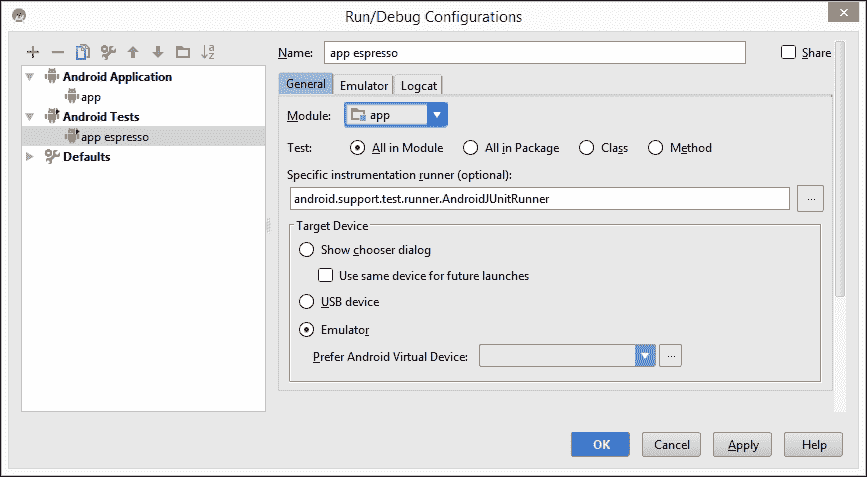 Run/Debug Configurations
Name: app espresso Share
Android Application
app
Android Tests
app espresso
Defaults
General Emulator Logcat
Module: app
Test: All in Module All in Package Class Method
Specific instrumentation runner (optional):
android.support.test.runner.AndroidJUnitRunner ...
Target Device
Show chooser dialog
Use same device for future launches
USB device
Emulator
Prefer Android Virtual Device: ...
OK Cancel Apply Help